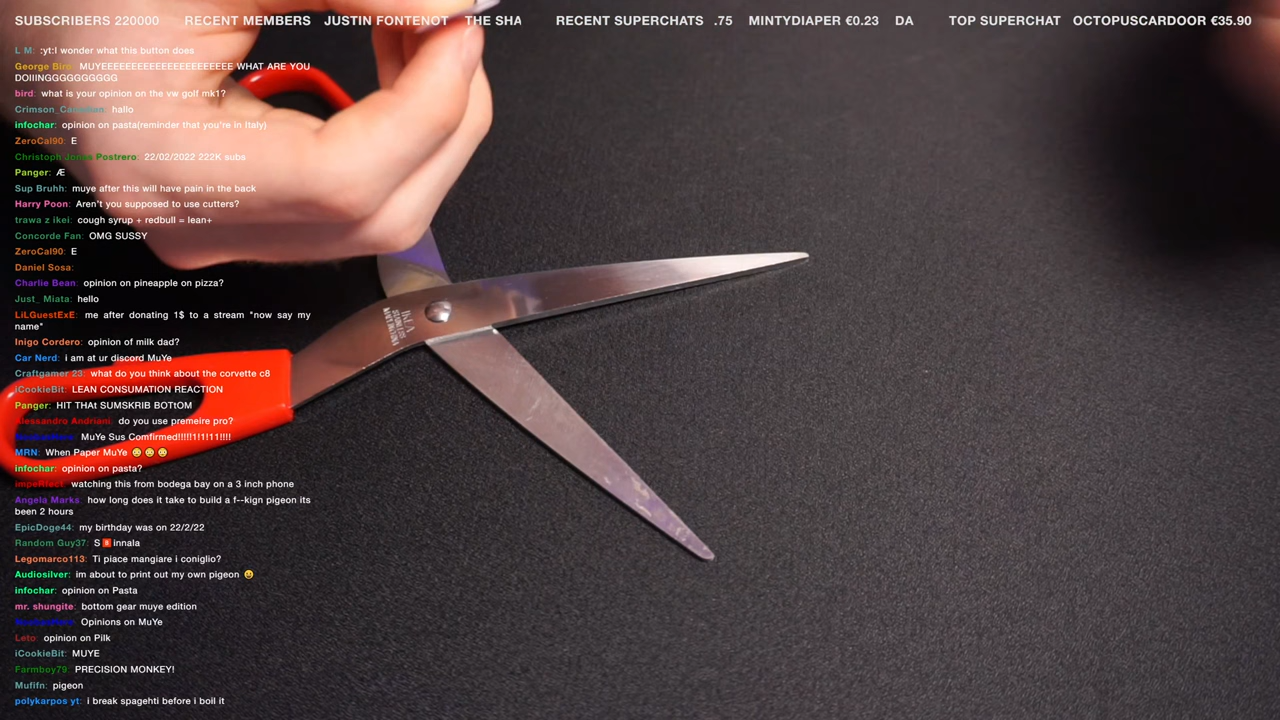 SUBSCRIBERS 220000 RECENT MEMBERS JUSTIN FONTENOT THE SHA RECENT SUPERCHATS .75 MINTYDIAPER €0.23 DA TOP SUPERCHAT OCTOPUSCARDOOR €35.90
L M: :yt:I wonder what this button does
George Biro: MUYEEEEEEEEEEEEEEEEEEEEEE WHAT ARE YOU
DOIIINGGGGGGGGGG
bird: what is your opinion on the vw golf mk1?
hallo
infochar: opinion on pasta(reminder that you're in Italy)
ZeroCal90: E
Christoph Jonas Postrero: 22/02/2022 222K subs
Panger: Æ
Sup Bruhh: muye after this will have pain in the back
Harry Poon: Aren't you supposed to use cutters?
trawa z ikei: cough syrup + redbull = lean+
Concorde Fan: OMG SUSSY
ZeroCal90: E
Daniel Sosa:
Charlie Bean: opinion on pineapple on pizza?
Just_ Miata: hello
LiLGuestExE: me after donating 1$ to a stream "now say my
name"
Inigo Cordero: opinion of milk dad?
Car Nerd: i am at ur discord MuYe
Craftgamer 23: what do you think about the corvette c8
iCookieBit: LEAN CONSUMATION REACTION
Panger: HIT THAt SUMSKRIB BOTtOM
Alessandro Andriani: do you use premeire pro?
MuYe Sus Comfirmed!!!!!1!1!11!!!!
MRN: When Paper MuYe 😳😳😳
infochar: opinion on pasta?
impeRfect: watching this from bodega bay on a 3 inch phone
Angela Marks: how long does it take to build a f--kign pigeon its
been 2 hours
EpicDoge44: my birthday was on 22/2/22
Random Guy37: S🅱innala
Legomarco113: Ti piace mangiare i coniglio?
Audiosilver: im about to print out my own pigeon 😀
infochar: opinion on Pasta
mr. shungite: bottom gear muye edition
Opinions on MuYe
Leto: opinion on Pilk
iCookieBit: MUYE
Farmboy79: PRECISION MONKEY!
Mufifn: pigeon
polykarpos yt: i break spagehti before i boil it
IKEA